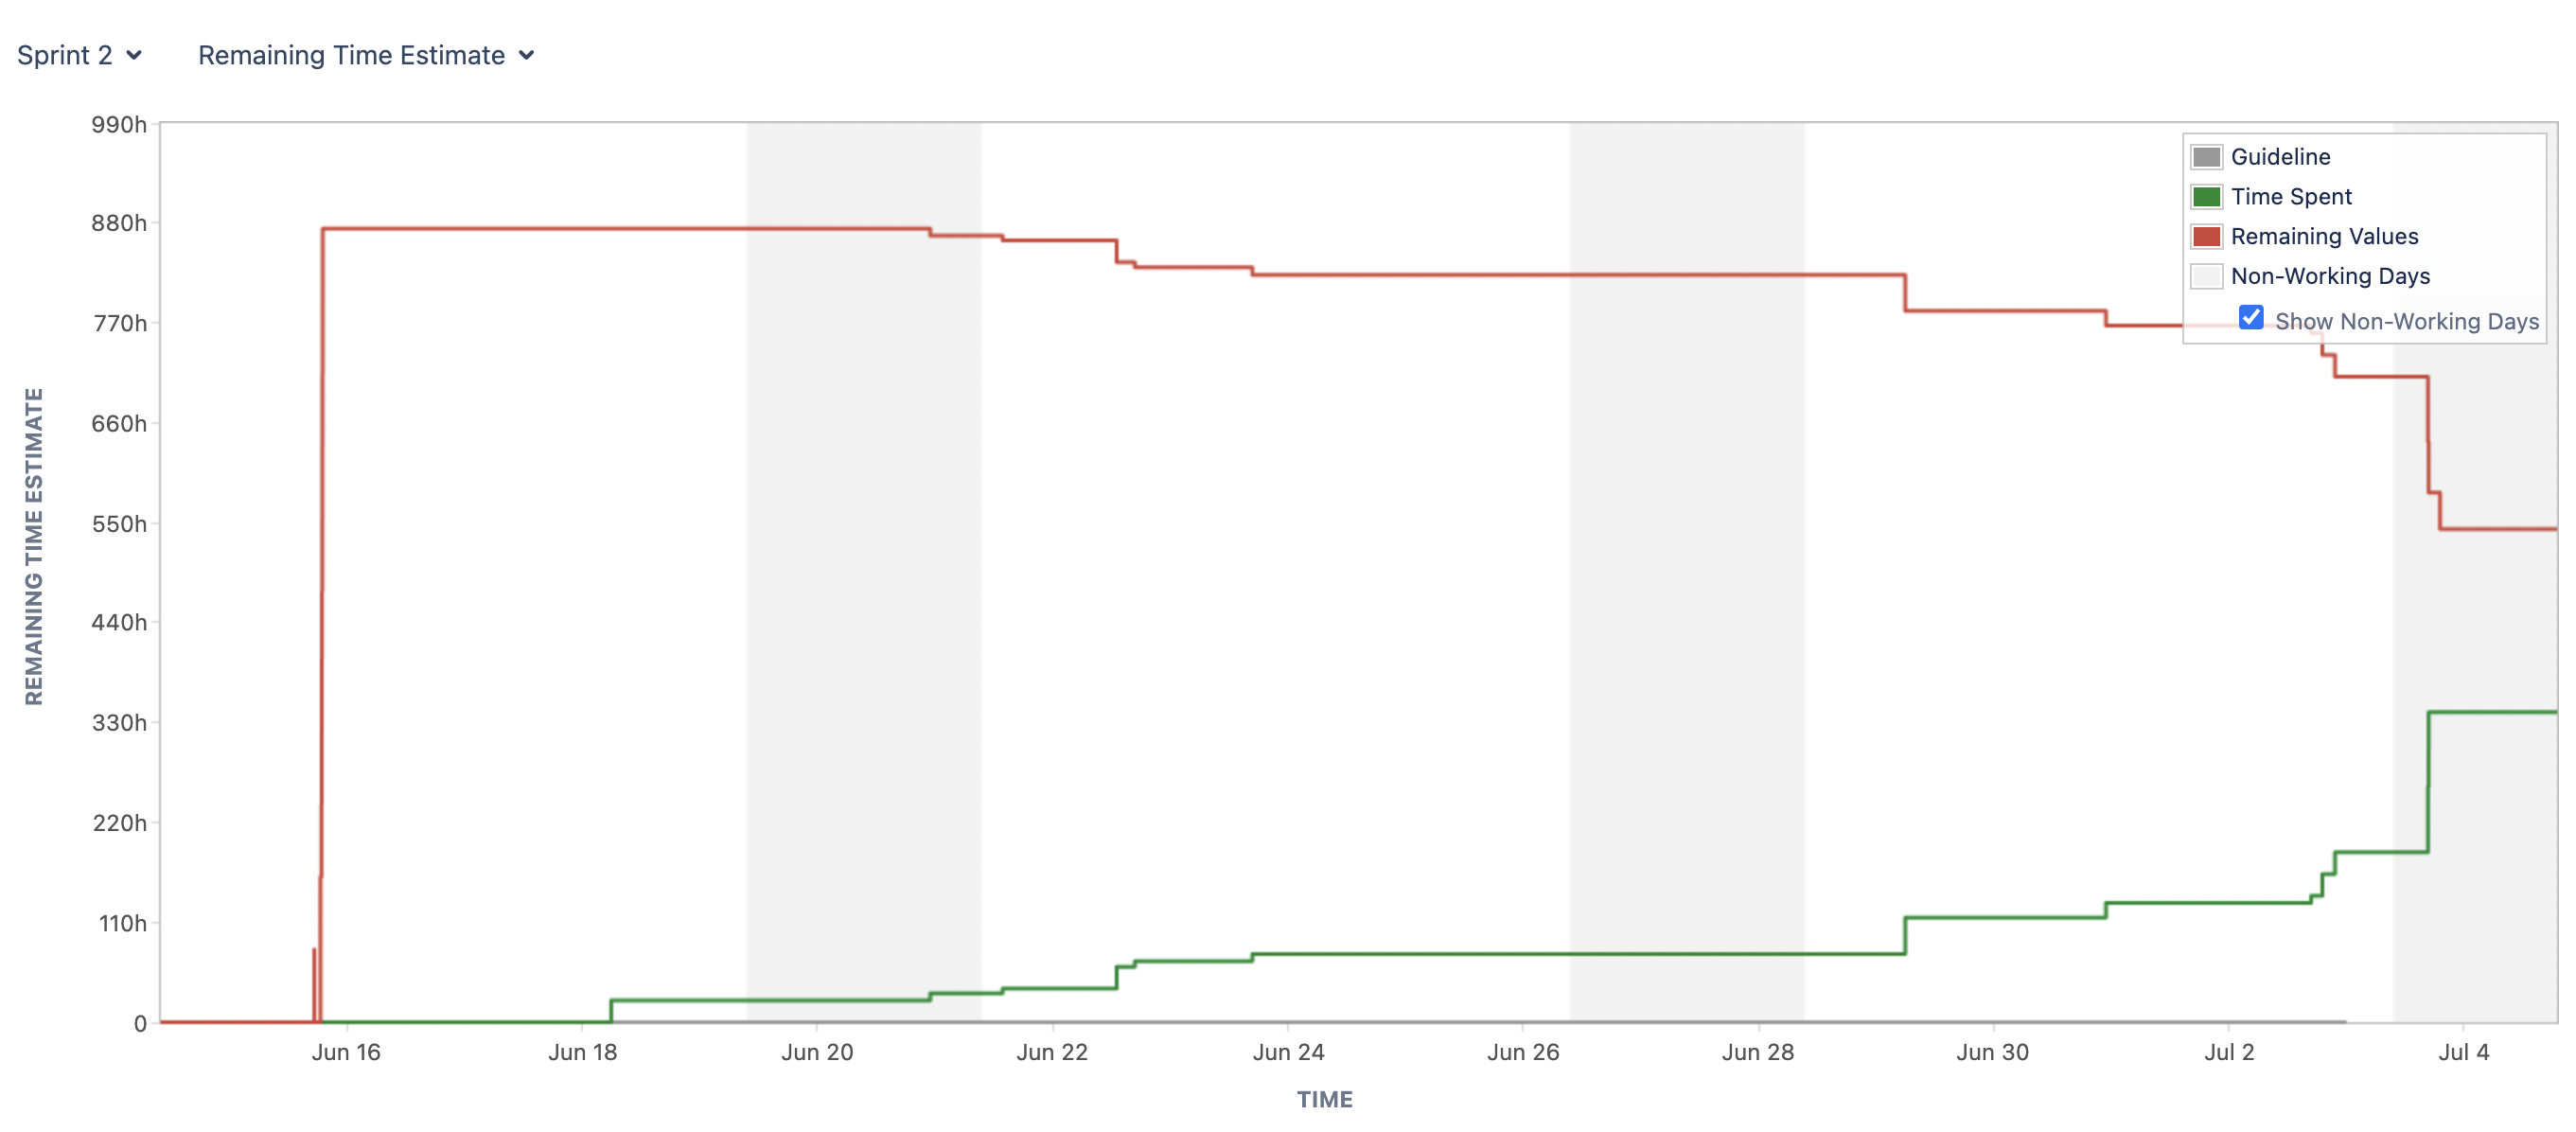 Sprint 2 Remaining Time Estimate
990h
880h
770h
660h
550h
440h
330h
220h
110h
0
REMAINING TIME ESTIMATE
Guideline
Time Spent
Remaining Values
Non-Working Days
Show Non-Working Days
Jun 16 Jun 18 Jun 20 Jun 22 Jun 24 Jun 26 Jun 28 Jun 30 Jul 2 Jul 4
TIME